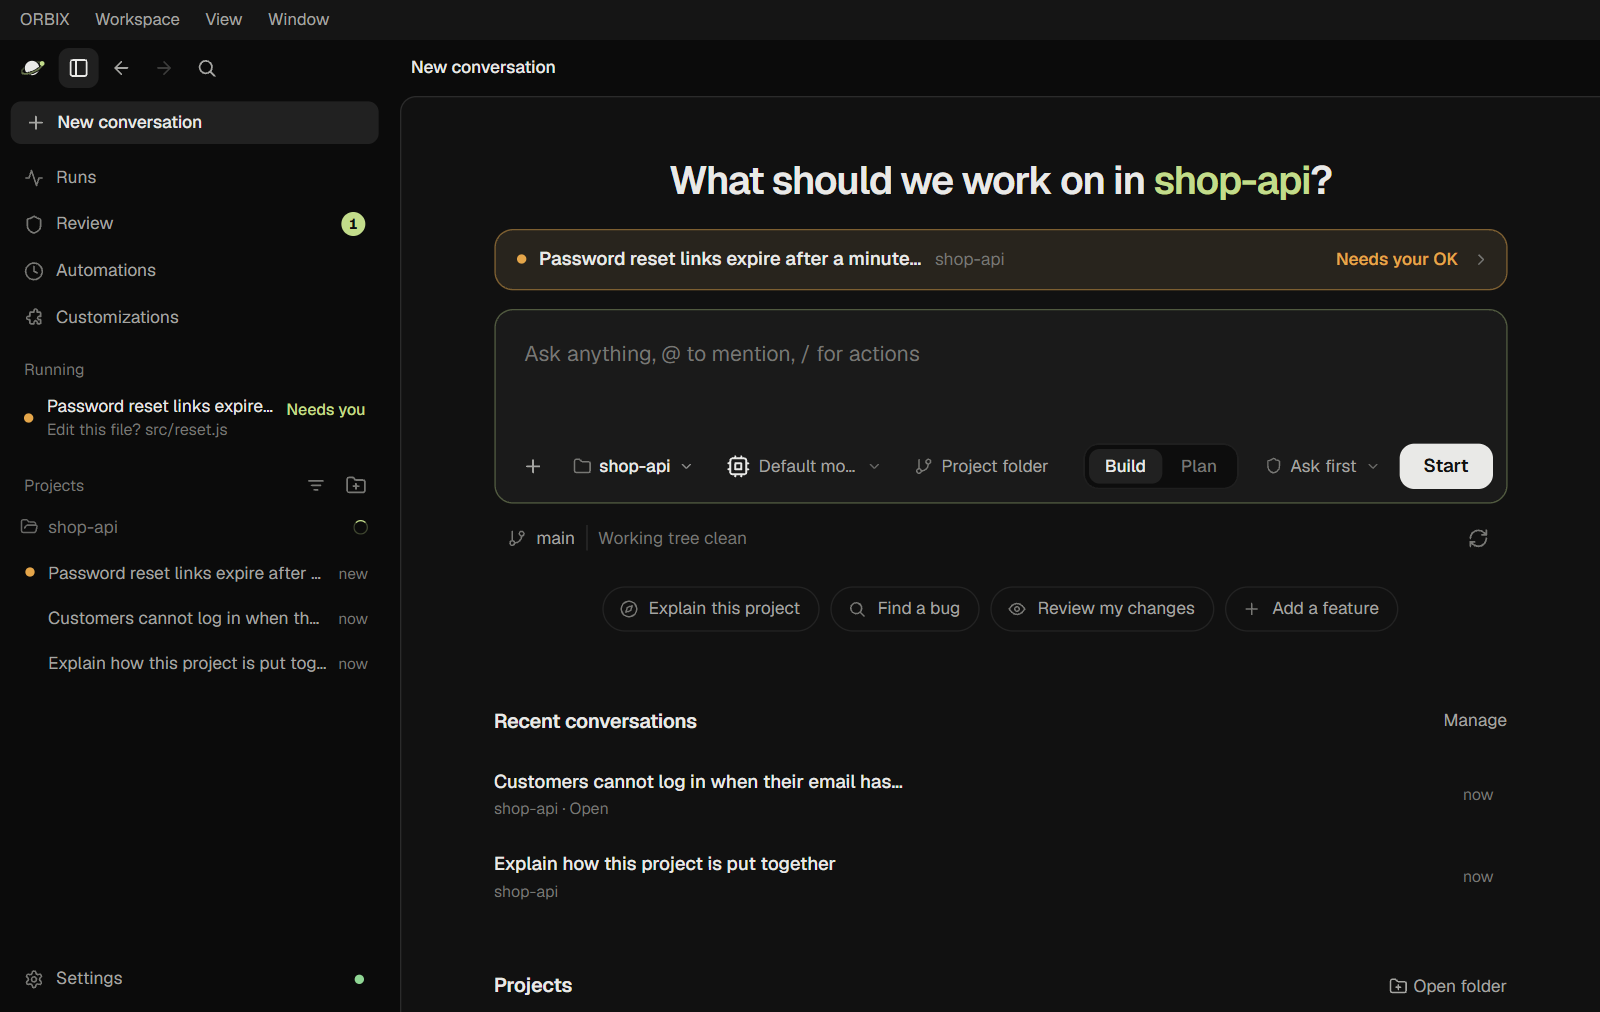 ORBIX Workspace View Window
New conversation
New conversation
Runs
Review 1
Automations
Customizations
Running
Password reset links expire... Needs you
Edit this file? src/reset.js
Projects
shop-api
Password reset links expire after ... new
Customers cannot log in when th... now
Explain how this project is put tog... now
Settings
What should we work on in shop-api?
Password reset links expire after a minute... shop-api Needs your OK
Ask anything, @ to mention, / for actions
shop-api Default mo... Project folder Build Plan Ask first Start
main Working tree clean
Explain this project Find a bug Review my changes Add a feature
Recent conversations Manage
Customers cannot log in when their email has...
shop-api · Open now
Explain how this project is put together
shop-api now
Projects Open folder